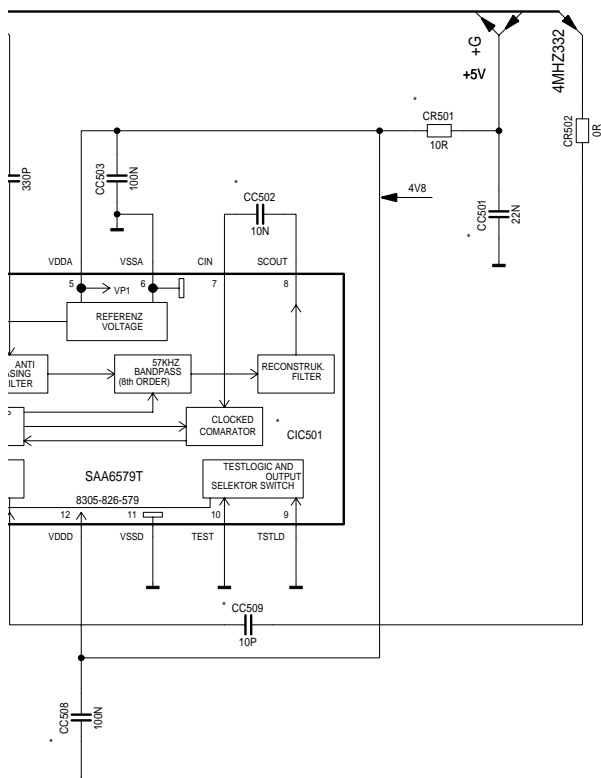 +G
+5V
4MHZ332
*
CR501
10R
CR502
0R
330P
CC503
100N
*
CC502
10N
4V8
CC501
22N
*
VDDA
VSSA
CIN
SCOUT
5
VP1
6
7
8
REFERENZ
VOLTAGE
ANTI
ASING
ILTER
57KHZ
BANDPASS
(8th ORDER)
RECONSTRUK.
FILTER
CLOCKED
COMARATOR
*
CIC501
SAA6579T
TESTLOGIC AND
OUTPUT
SELEKTOR SWITCH
8305-826-579
12
11
10
9
VDDD
VSSD
TEST
TSTLD
*
CC509
10P
CC508
100N
*